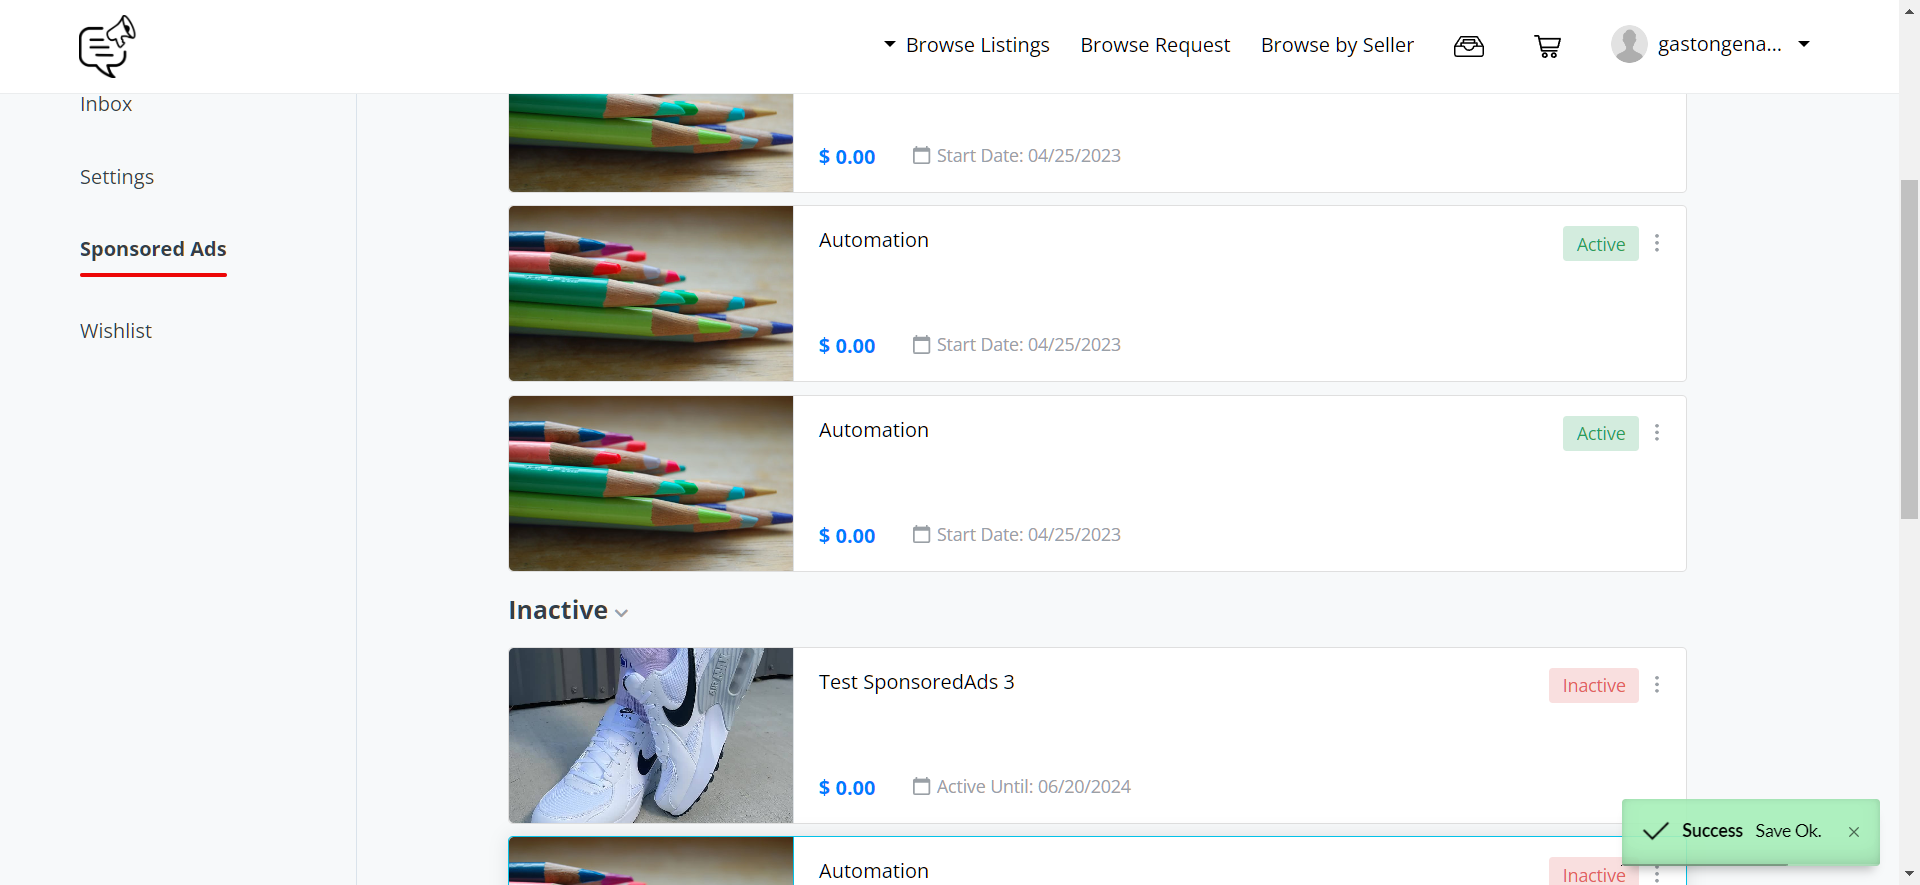 Browse Listings
Browse Request
Browse by Seller
gastongena...
Inbox
Settings
Sponsored Ads
Wishlist
$ 0.00
Start Date: 04/25/2023
Automation
Active
$ 0.00
Start Date: 04/25/2023
Automation
Active
$ 0.00
Start Date: 04/25/2023
Inactive
Test SponsoredAds 3
Inactive
$ 0.00
Active Until: 06/20/2024
Automation
Inactive
Success Save Ok.